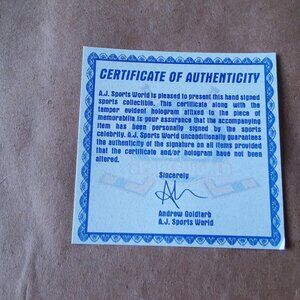 CERTIFICATE OF AUTHENTICITY
A.J. Sports World is pleased to present this hand signed
sports collectible. This certificate along with the
tamper evident hologram affixed to the piece of
memorabilia is your assurance that the accompanying
item has been personally signed by the sports
celebrity. A.J. Sports World unconditionally guarantees
the authenticity of the signature on all items provided
that the certificate and/or hologram have not been
altered.
Sincerely
Andrew Goldfarb
A.J. Sports World